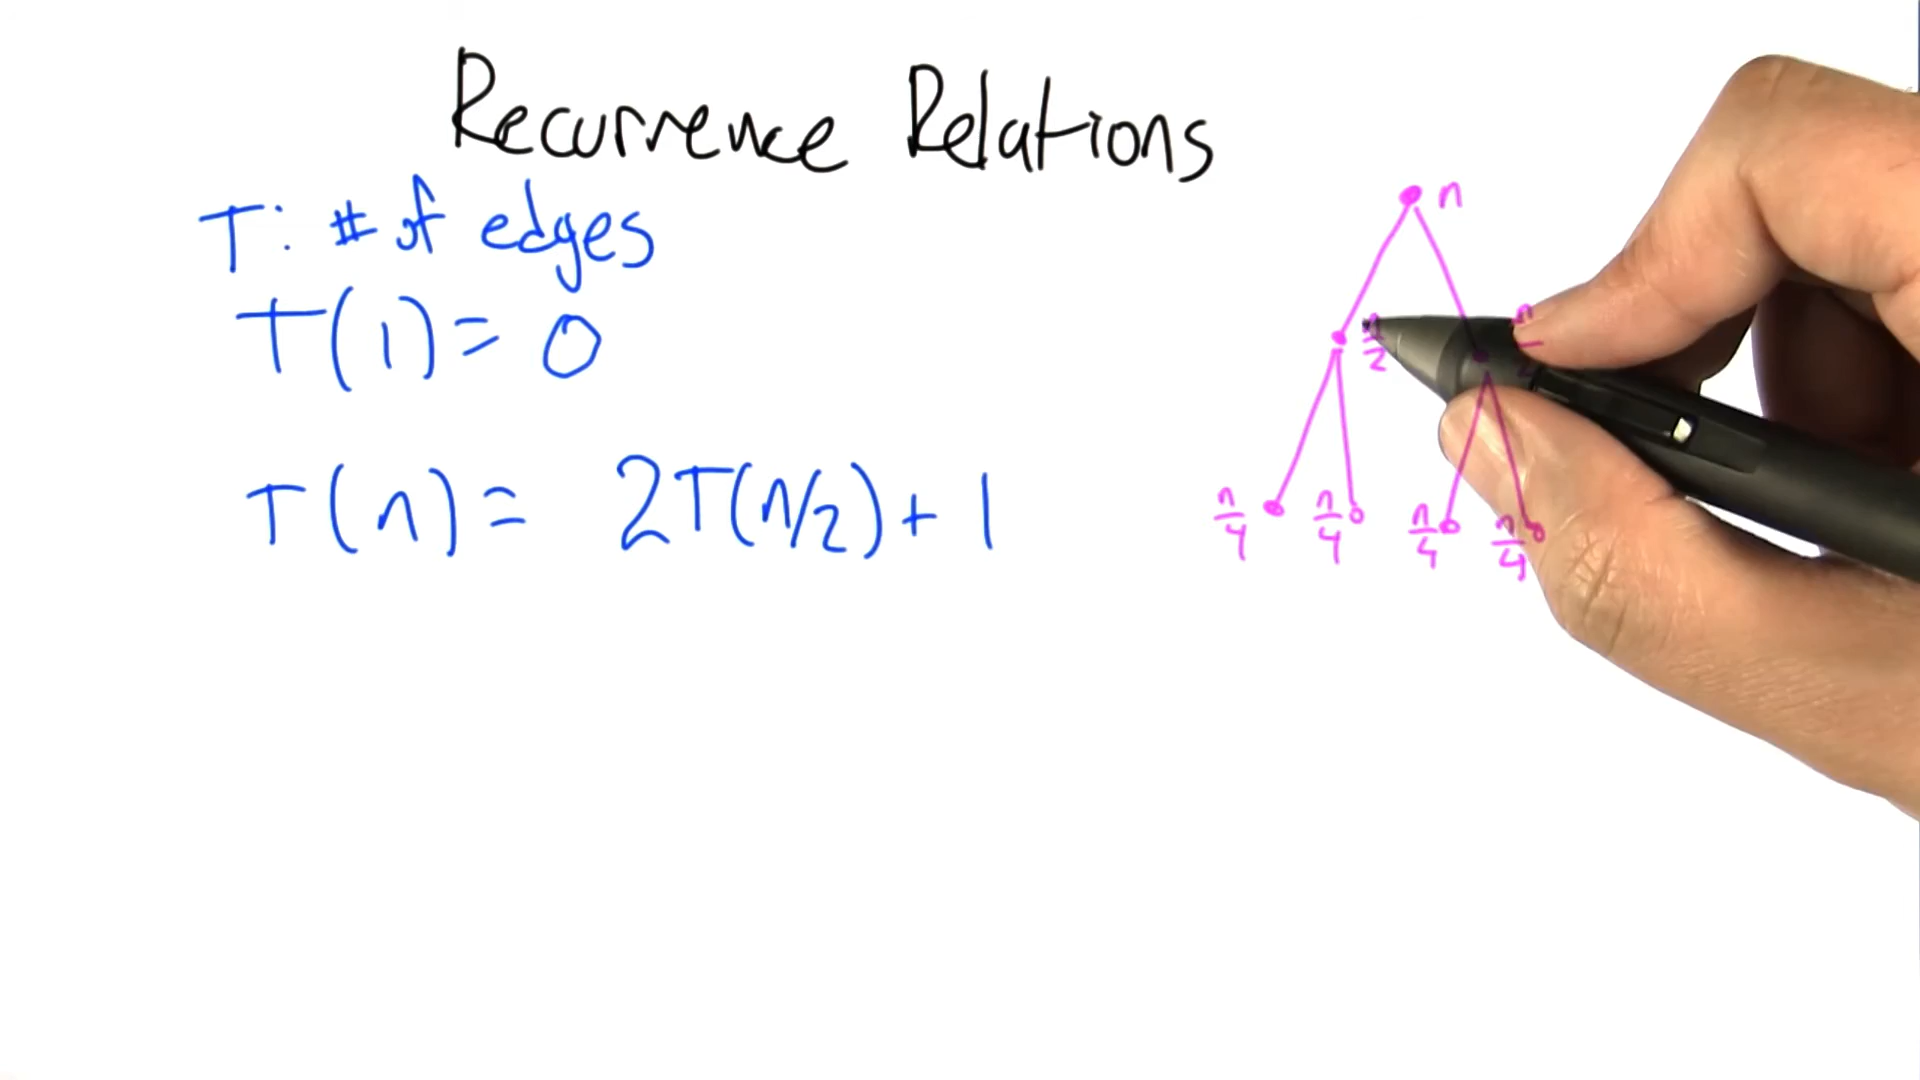 Recurrence Relations
T: # of edges
T(1)= 0
T(n)= 2T(n/2)+1
n
n/2
n/4 n/4 n/4 n/4